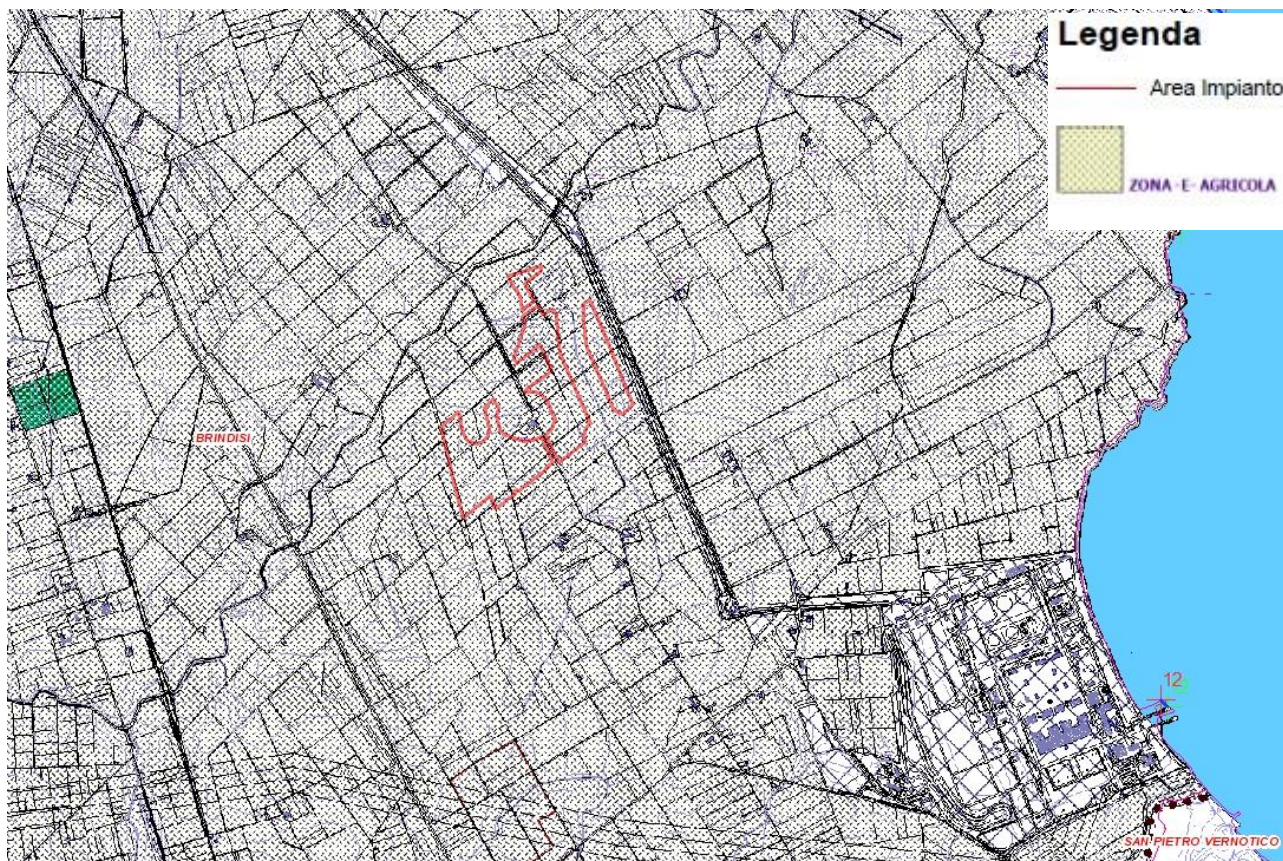 Legenda
Area Impianto
ZONA -E- AGRICOLA
BRINDISI
12
SAN PIETRO VERNOTICO